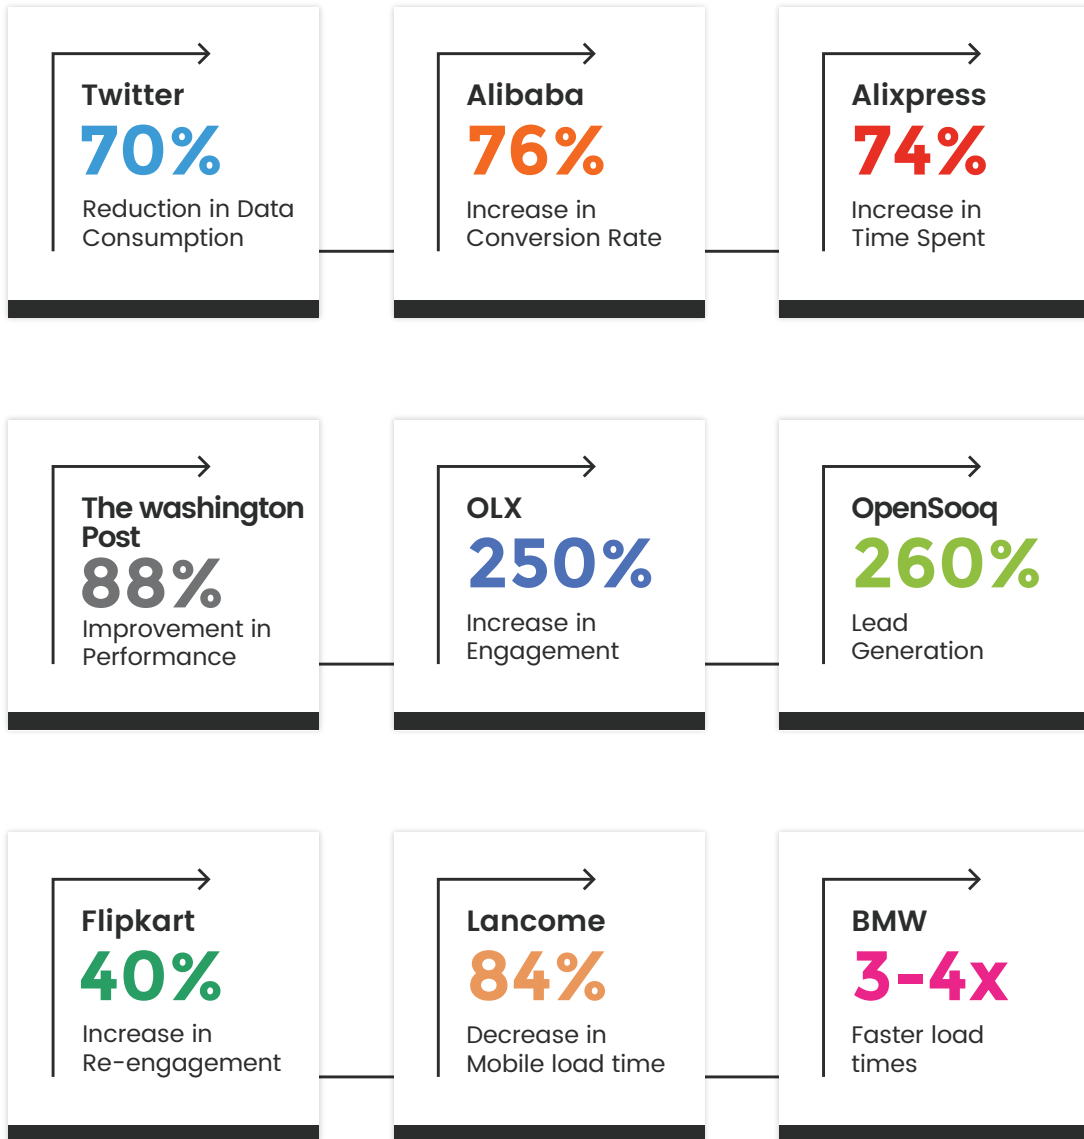 Twitter
70%
Reduction in Data
Consumption
Alibaba
76%
Increase in
Conversion Rate
Alixpress
74%
Increase in
Time Spent
The washington
Post
88%
Improvement in
Performance
OLX
250%
Increase in
Engagement
OpenSooq
260%
Lead
Generation
Flipkart
40%
Increase in
Re-engagement
Lancome
84%
Decrease in
Mobile load time
BMW
3-4x
Faster load
times